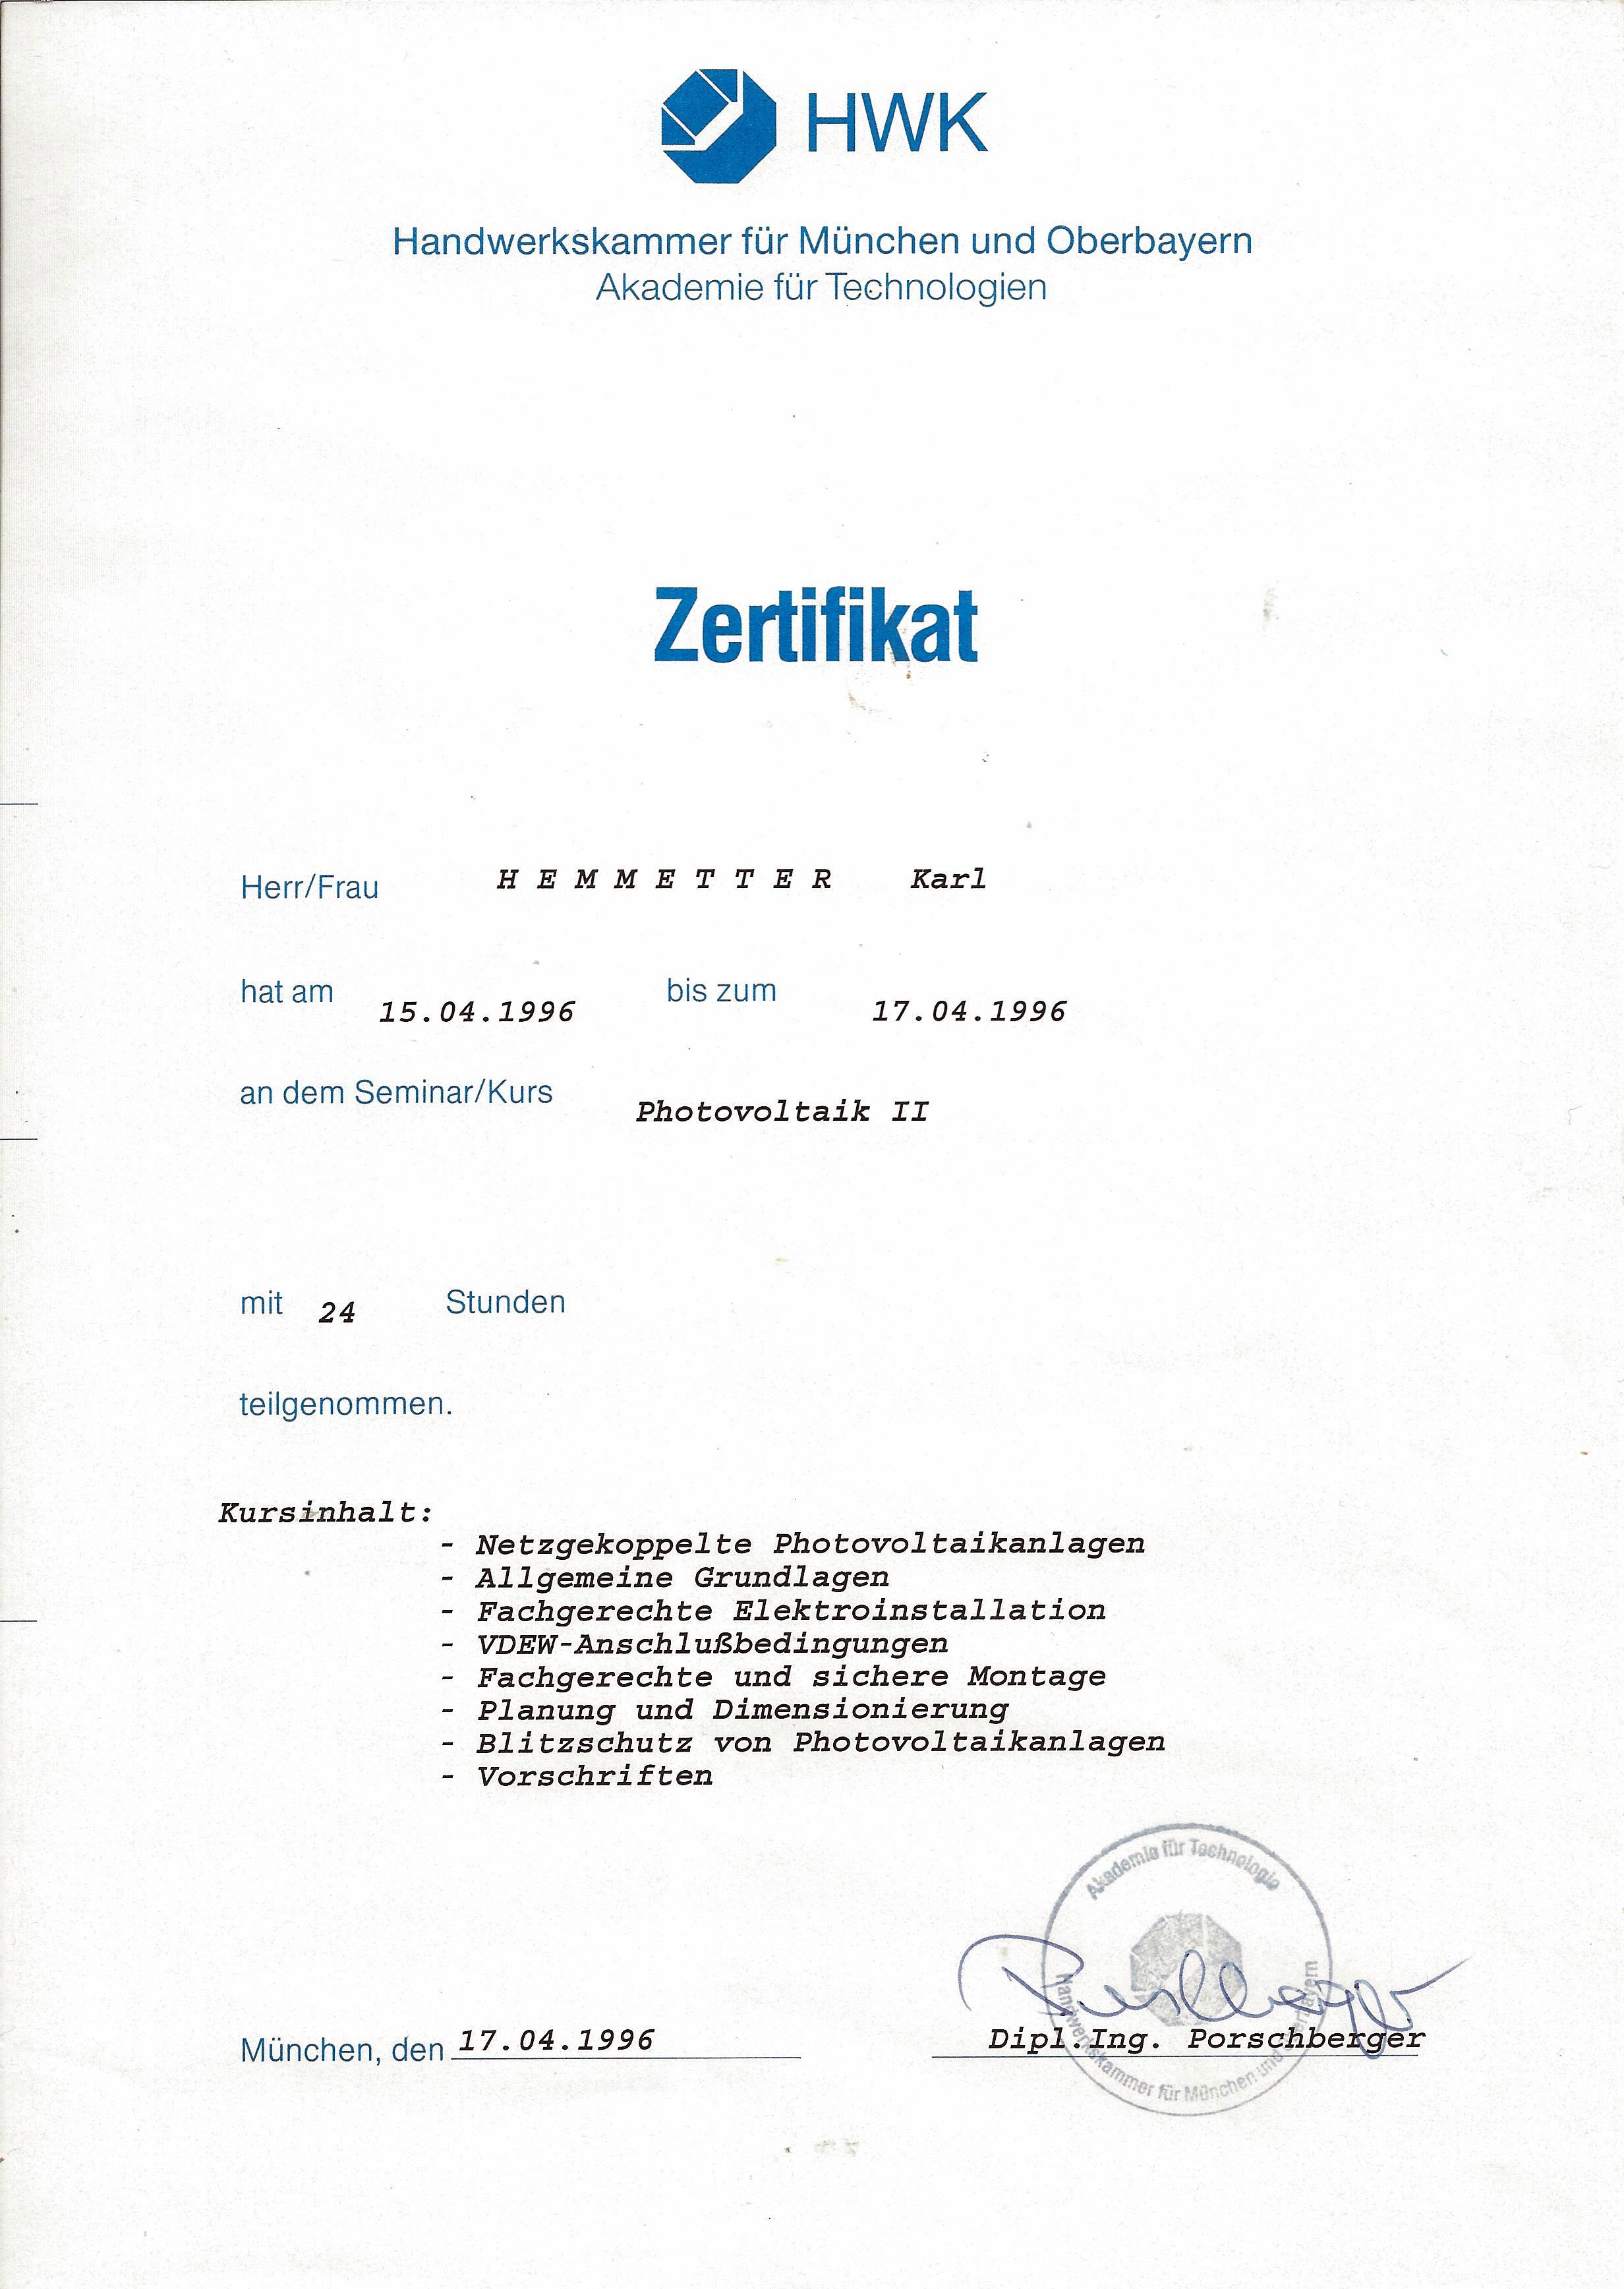 HWK
Handwerkskammer für München und Oberbayern
Akademie für Technologien
Zertifikat
Herr/Frau H E M M E T T E R Karl
hat am 15.04.1996 bis zum 17.04.1996
an dem Seminar/Kurs Photovoltaik II
mit 24 Stunden
teilgenommen.
Kursinhalt:
- Netzgekoppelte Photovoltaikanlagen
- Allgemeine Grundlagen
- Fachgerechte Elektroinstallation
- VDEW-Anschlußbedingungen
- Fachgerechte und sichere Montage
- Planung und Dimensionierung
- Blitzschutz von Photovoltaikanlagen
- Vorschriften
Akademie für Technologie
Handwerkskammer für München und Oberbayern
München, den 17.04.1996
Dipl.Ing. Porschberger